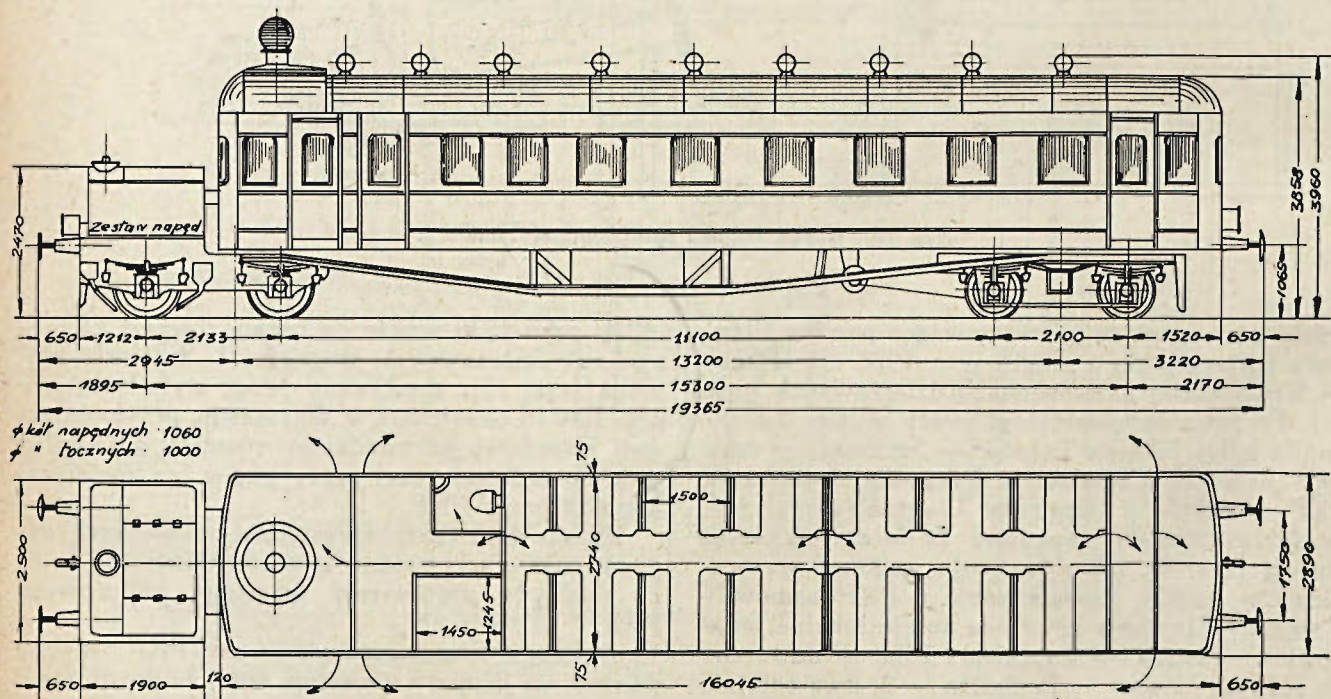 Zestaw napęd
2470
1065
3858
3960
650 1212 2133 11100 2100 1520 650
2945 13200 3220
1895 15300 2170
19365
φ kół napędnych · 1060
φ " tocznych · 1000
75
1500
2500
2740
1750
2890
1450
1245
75
650 1900 120 16045 650